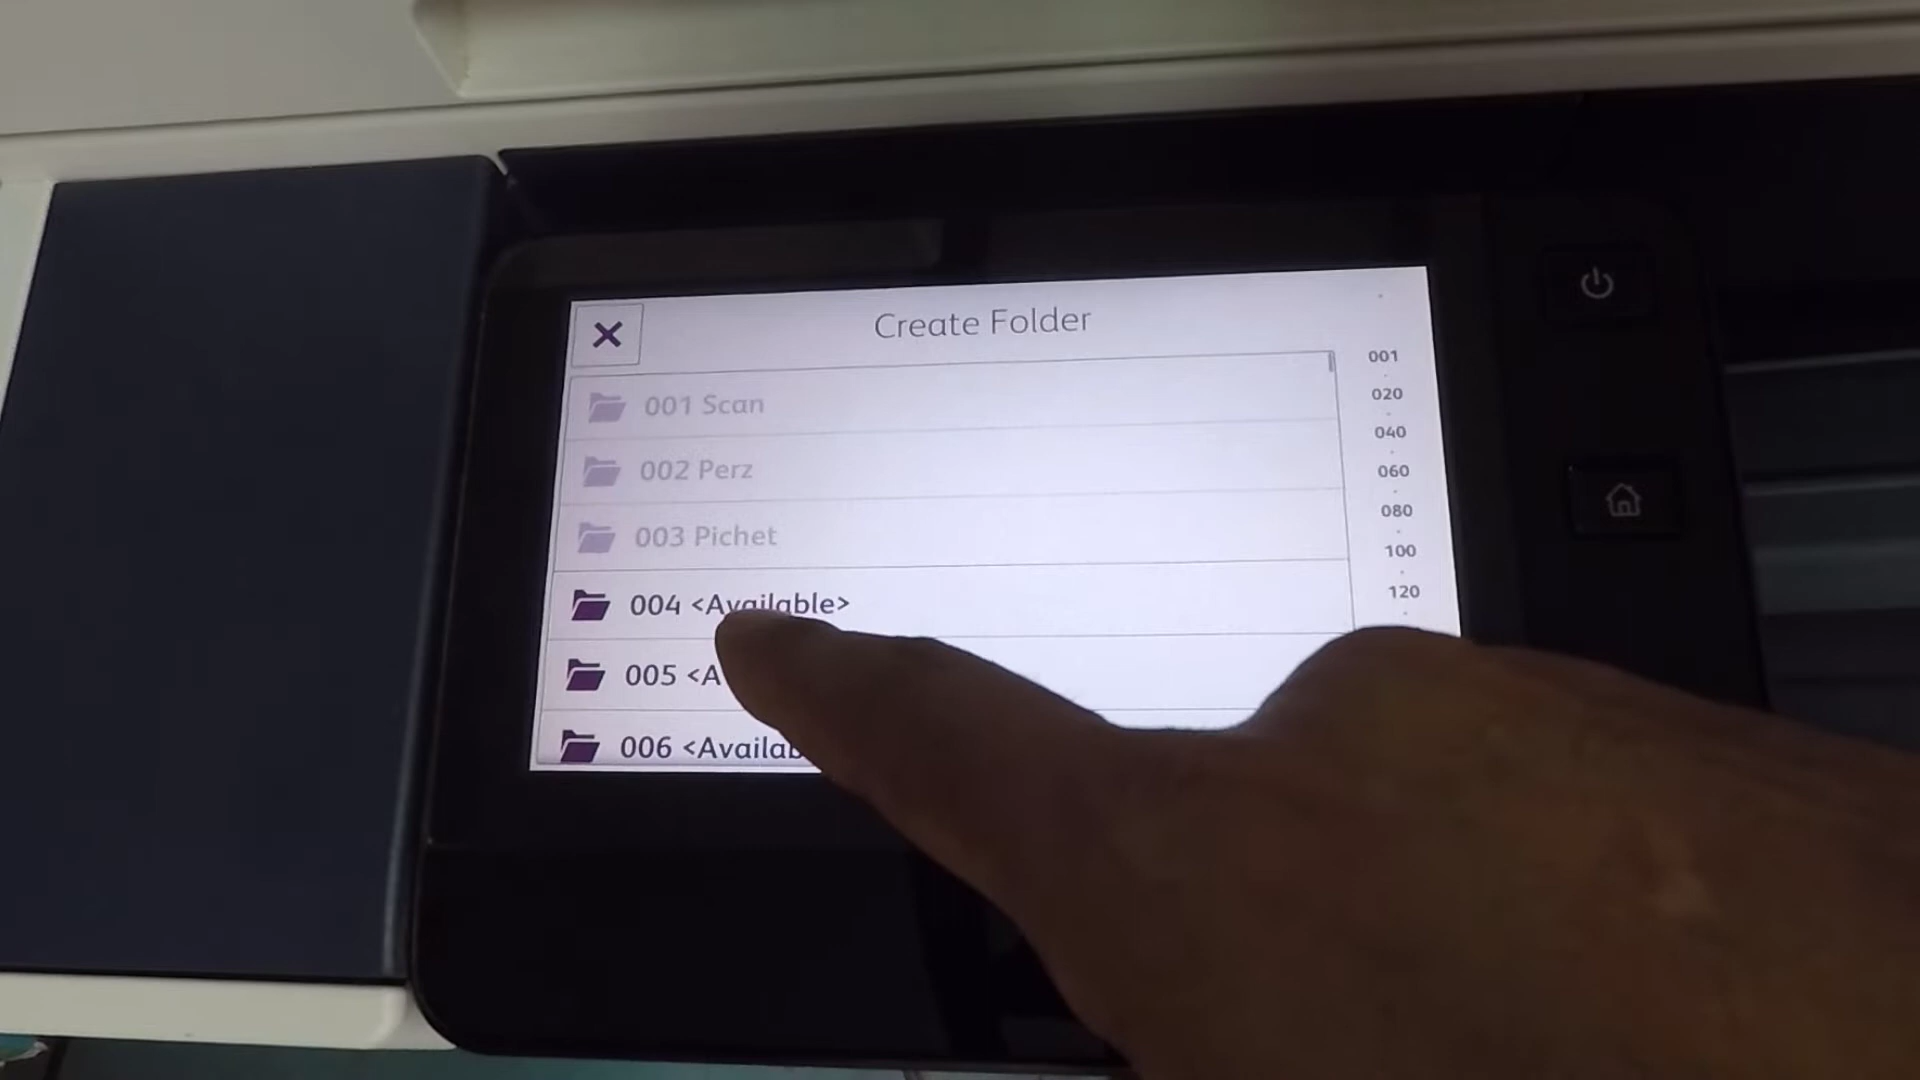 Create Folder
001 Scan
002 Perz
003 Pichet
004 <Available>
005 <A
006 <Availab
001
020
040
060
080
100
120